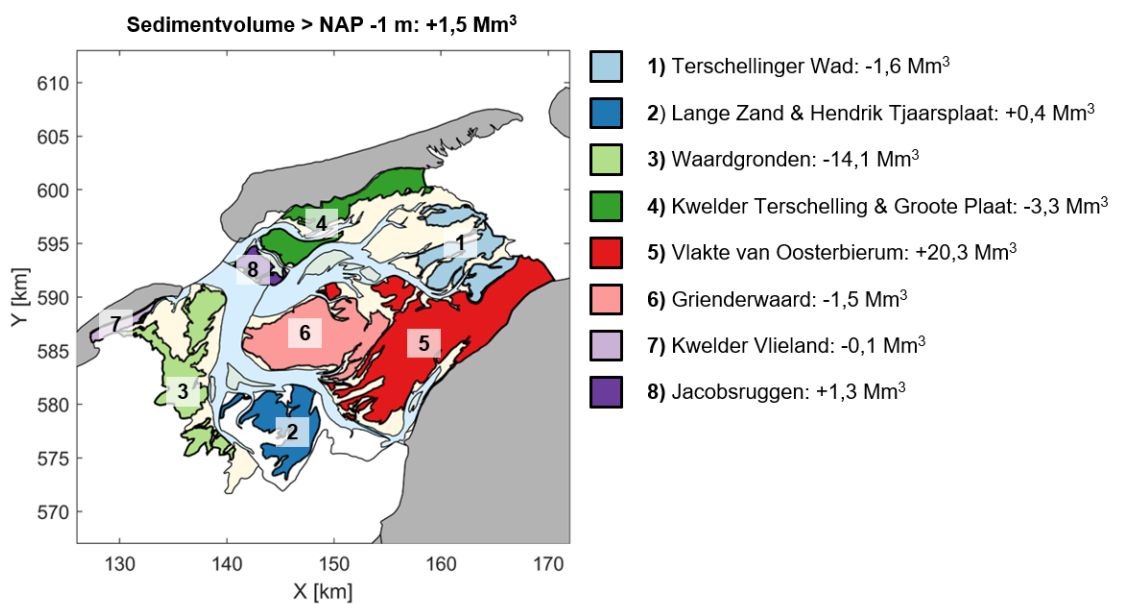 Sedimentvolume > NAP -1 m: +1,5 Mm³
610
605
600
595
590
585
580
575
570
Y [km]
130
140
150
160
170
X [km]
1
2
3
4
5
6
7
8
1) Terschellinger Wad: -1,6 Mm³
2) Lange Zand & Hendrik Tjaarsplaat: +0,4 Mm³
3) Waardgronden: -14,1 Mm³
4) Kwelder Terschelling & Groote Plaat: -3,3 Mm³
5) Vlakte van Oosterbierum: +20,3 Mm³
6) Grienderwaard: -1,5 Mm³
7) Kwelder Vlieland: -0,1 Mm³
8) Jacobsruggen: +1,3 Mm³